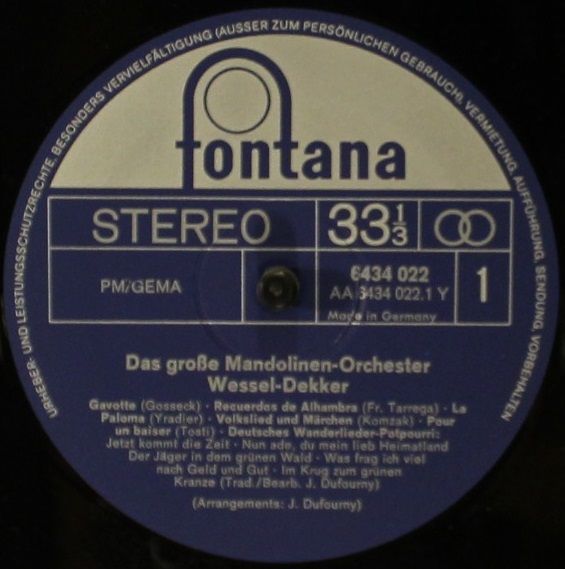 URHEBER- UND LEISTUNGSSCHUTZRECHTE, BESONDERS VERVIELFÄLTIGUNG (AUSSER ZUM PERSÖNLICHEN GEBRAUCH), VERMIETUNG, AUFFÜHRUNG, SENDUNG, VORBEHALTEN
fontana
STEREO 33 1/3
6434 022
PM/GEMA AA 6434 022.1 Y 1
Made in Germany
Das große Mandolinen-Orchester
Wessel-Dekker
Gavotte (Gosseck) · Recuerdos de Alhambra (Fr. Tarrega) · La
Paloma (Yradier) · Volkslied und Märchen (Komzak) · Pour
un baiser (Tosti) · Deutsches Wanderlieder-Potpourri:
Jetzt kommt die Zeit · Nun ade, du mein lieb Heimatland
Der Jäger in dem grünen Wald · Was frag ich viel
nach Geld und Gut · Im Krug zum grünen
Kranze (Trad./Bearb. J. Dufourny)
(Arrangements: J. Dufourny)